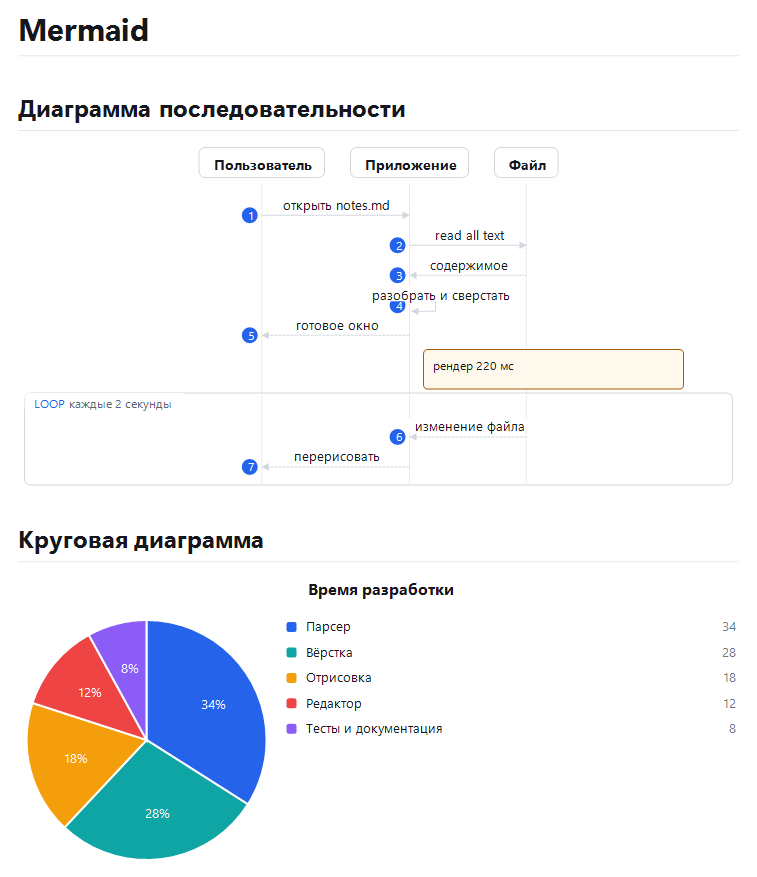 Mermaid
Диаграмма последовательности
Пользователь
Приложение
Файл
открыть notes.md
1
read all text
2
содержимое
3
разобрать и сверстать
4
готовое окно
5
рендер 220 мс
LOOP каждые 2 секунды
изменение файла
6
перерисовать
7
Круговая диаграмма
Время разработки
34%
28%
18%
12%
8%
Парсер 34
Вёрстка 28
Отрисовка 18
Редактор 12
Тесты и документация 8